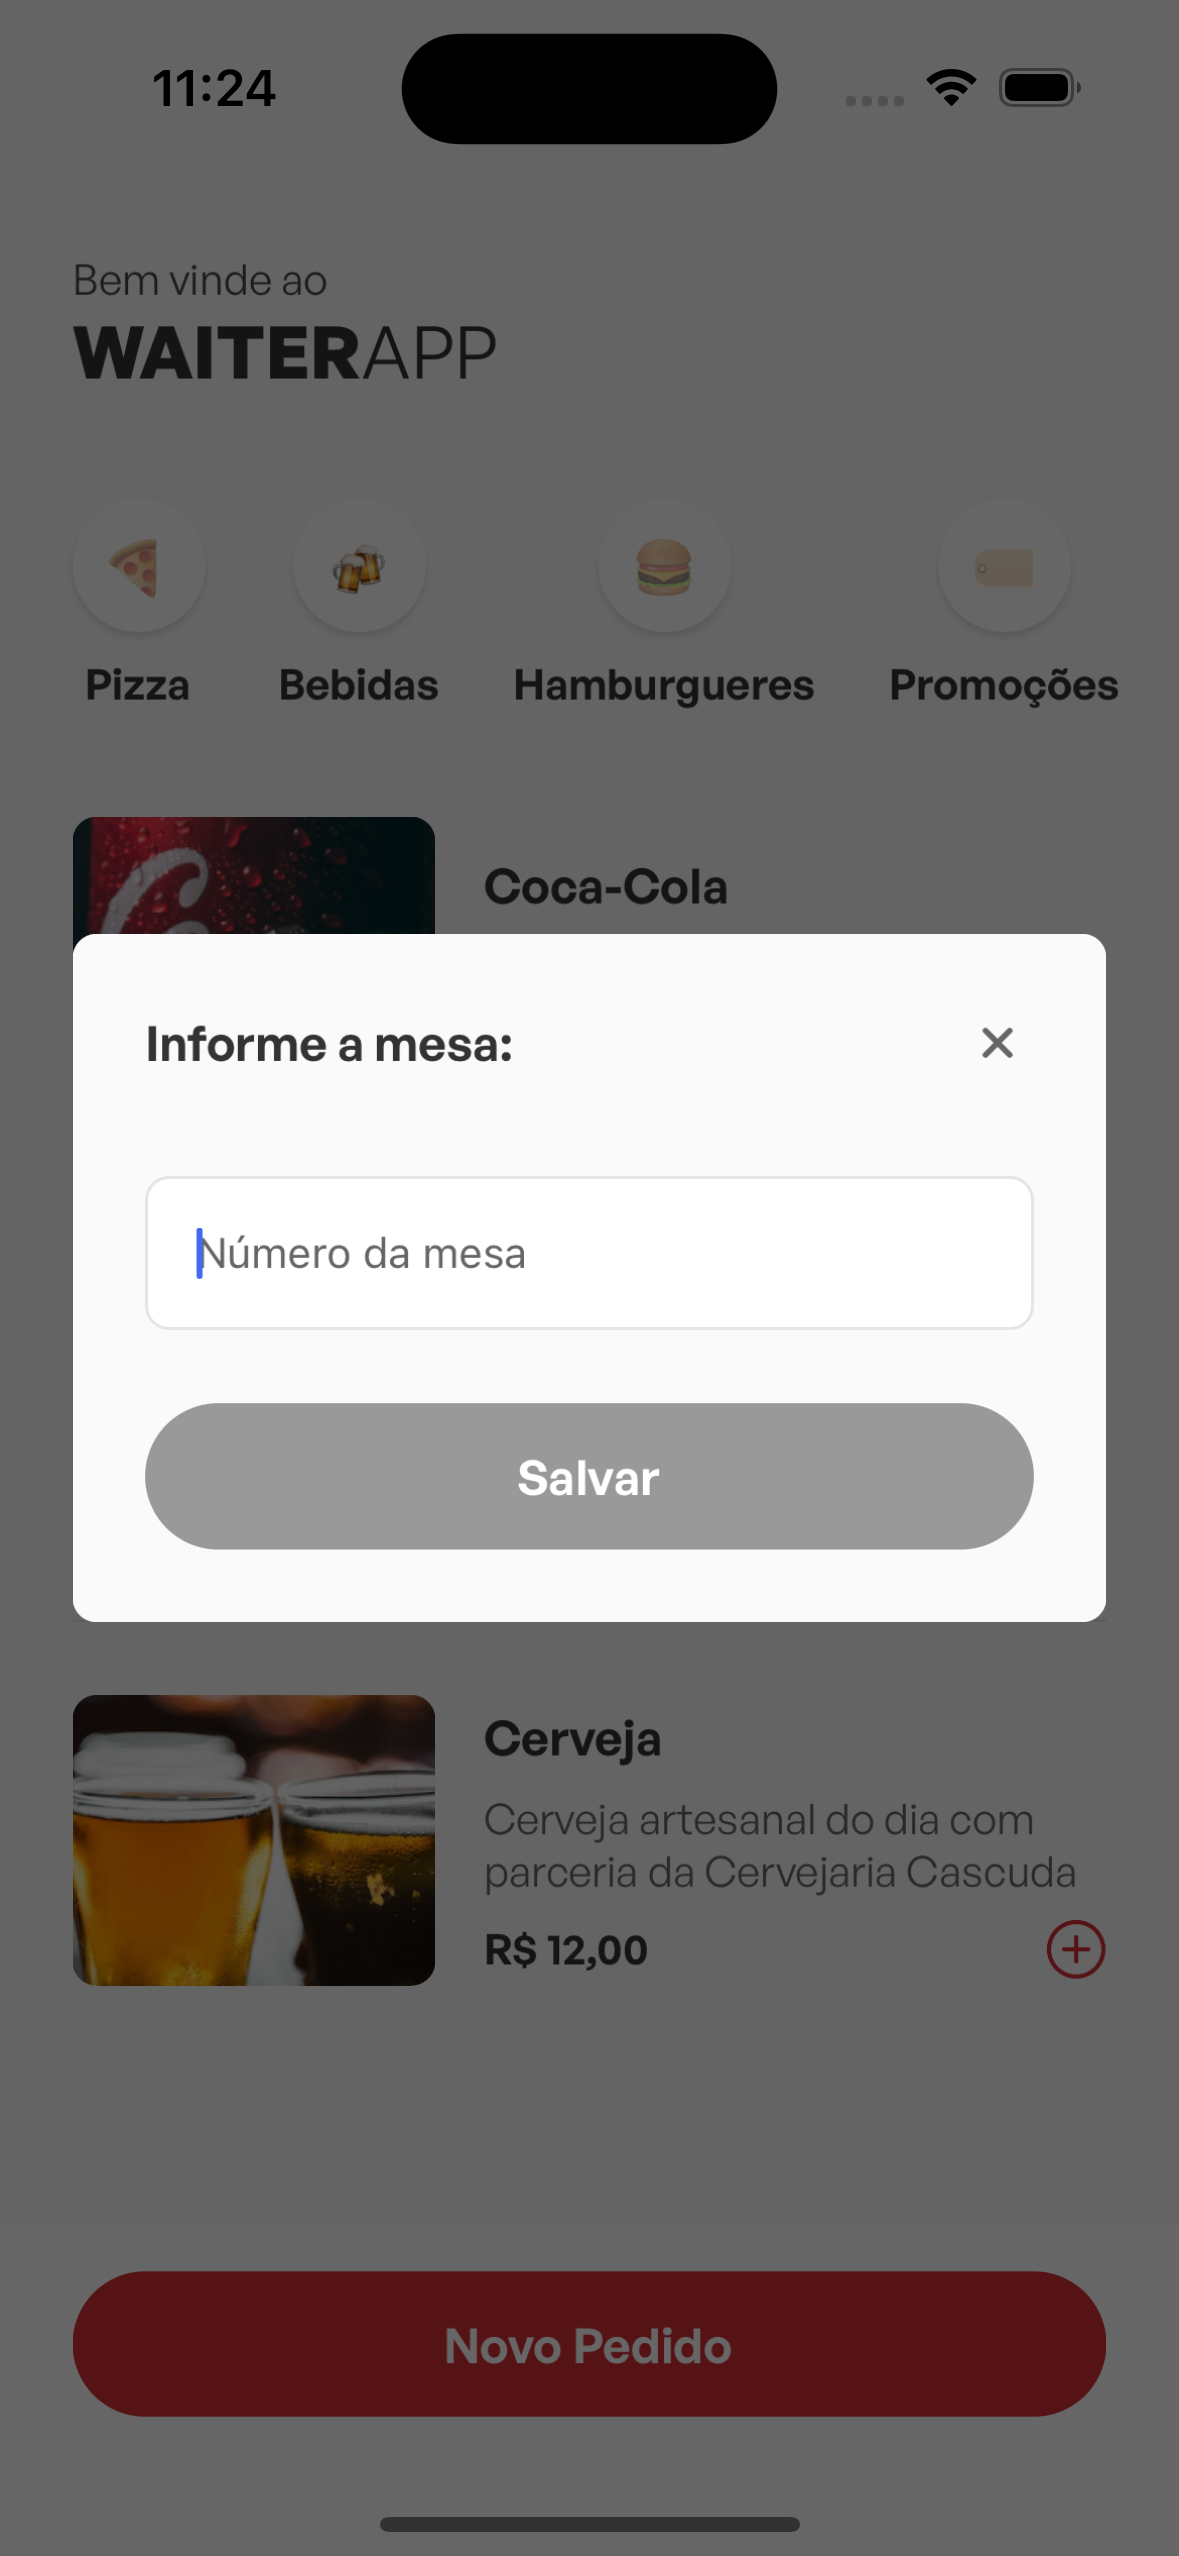 11:24
Bem vinde ao
WAITERAPP
Pizza
Bebidas
Hamburgueres
Promoções
Coca-Cola
Informe a mesa:
Número da mesa
Salvar
Cerveja
Cerveja artesanal do dia com
parceria da Cervejaria Cascuda
R$ 12,00
Novo Pedido